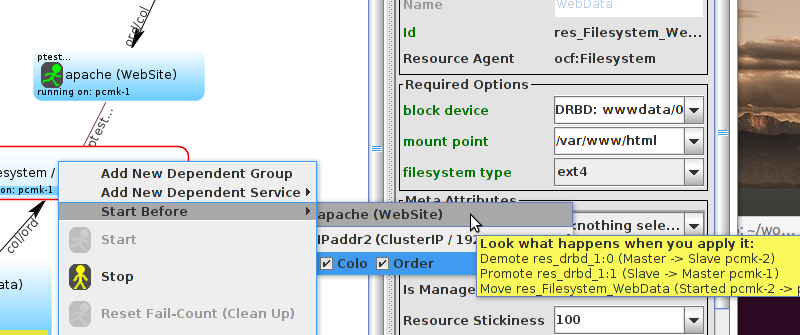 ord/col
ptest...
apache (WebSite)
running on: pcmk-1
ptest...
esystem /
on: pcmk-1
col/ord
ata)
Add New Dependent Group
Add New Dependent Service
Start Before
Start
Stop
Reset Fail-Count (Clean Up)
apache (WebSite)
IPaddr2 (ClusterIP / 192
Colo
Order
Name
WebData
Id
res_Filesystem_We...
Resource Agent
ocf:Filesystem
Required Options
block device
DRBD: wwwdata/0
mount point
/var/www/html
filesystem type
ext4
Meta Attributes
<nothing sele...
Look what happens when you apply it:
Demote res_drbd_1:0 (Master -> Slave pcmk-2)
Promote res_drbd_1:1 (Slave -> Master pcmk-1)
Move res_Filesystem_WebData (Started pcmk-2 -> p
Is Manage
Resource Stickiness
100
: ~/wo...